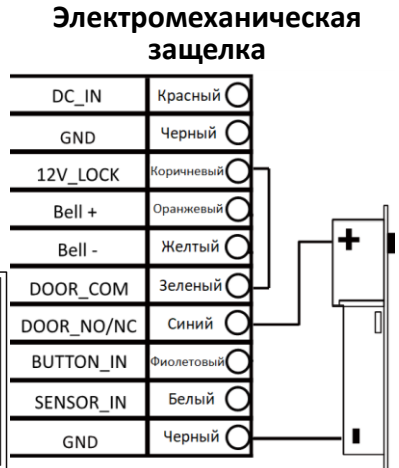 Электромеханическая
защелка
DC_IN Красный
GND Черный
12V_LOCK Коричневый
Bell + Оранжевый
Bell - Желтый
DOOR_COM Зеленый
DOOR_NO/NC Синий
BUTTON_IN Фиолетовый
SENSOR_IN Белый
GND Черный
+
-